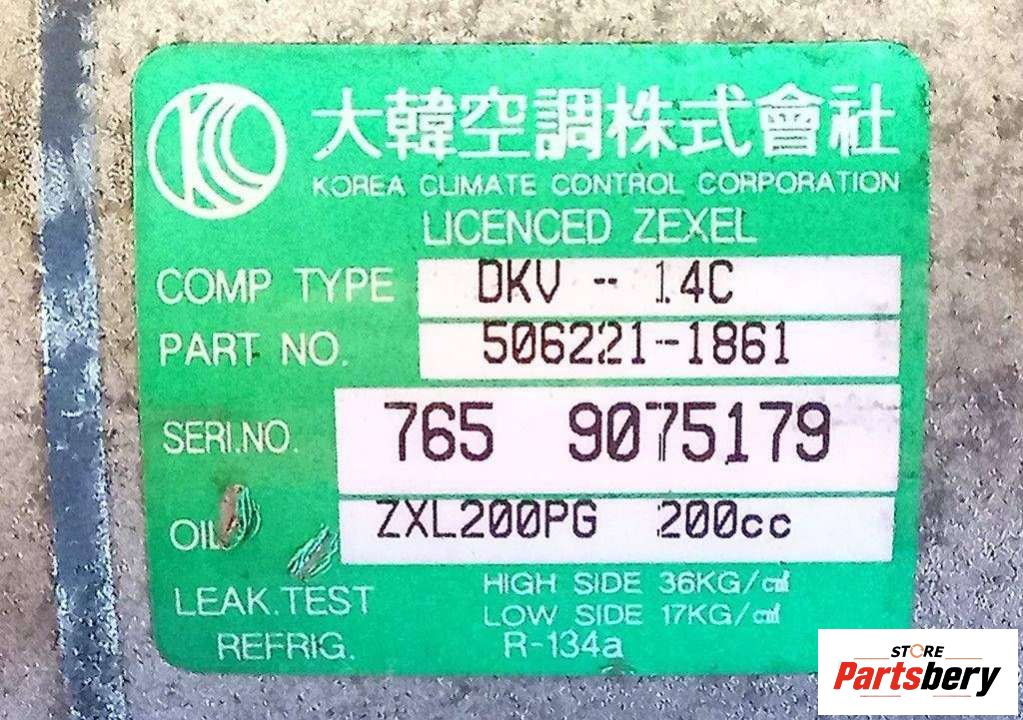 大韓空調株式會社
KOREA CLIMATE CONTROL CORPORATION
LICENCED ZEXEL
COMP TYPE DKV - 14C
PART NO. 506221-1861
SERI.NO. 765 9075179
OIL ZXL200PG 200cc
LEAK.TEST HIGH SIDE 36KG/㎠
LOW SIDE 17KG/㎠
REFRIG. R-134a
STORE
Partsbery